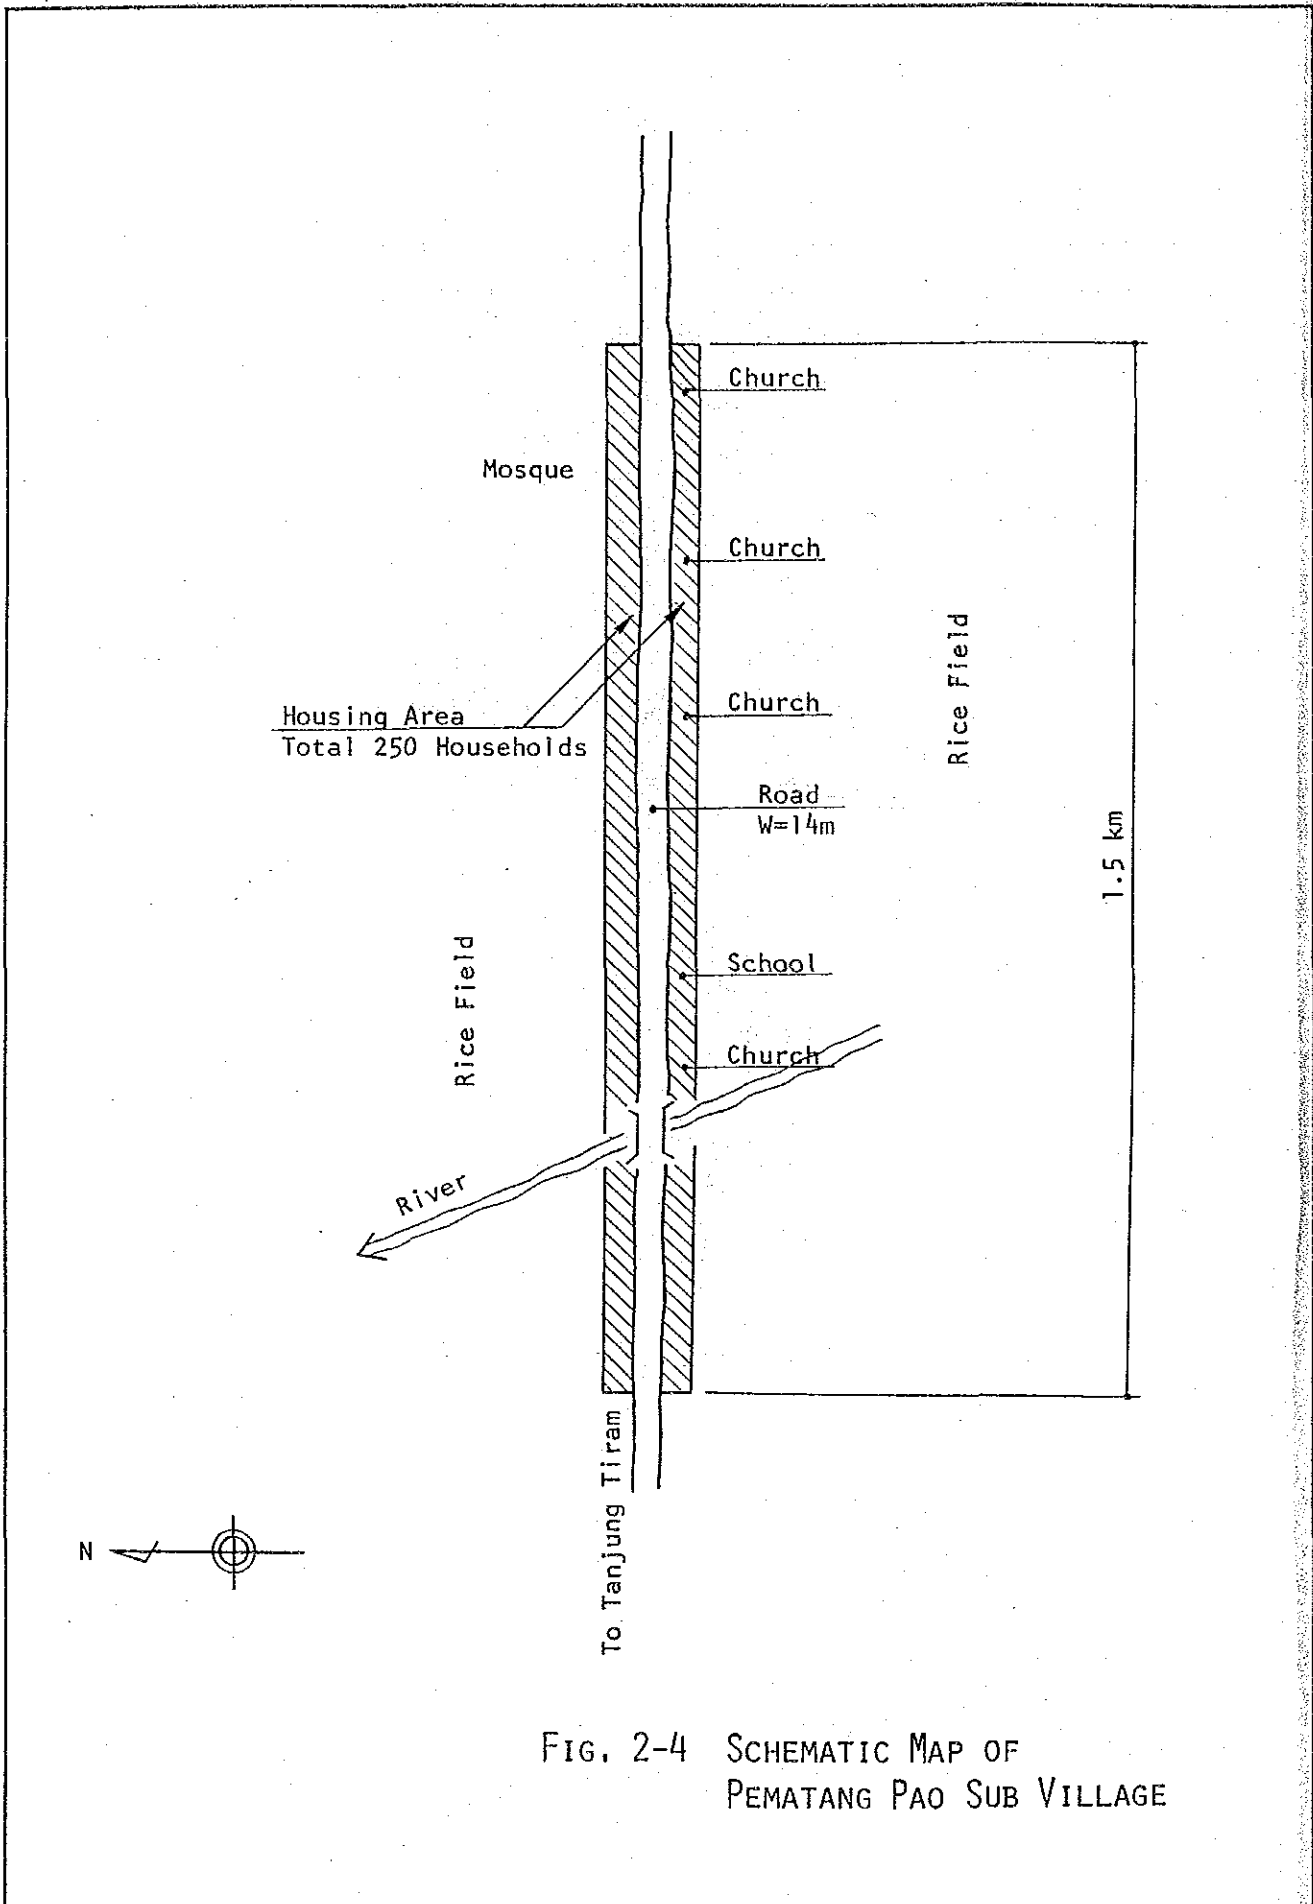 Church
Mosque
Church
Rice Field
Housing Area
Total 250 Households
Church
Road
W=14m
1.5 km
Rice Field
School
Church
River
To Tanjung Tiram
N
FIG. 2-4 SCHEMATIC MAP OF
PEMATANG PAO SUB VILLAGE